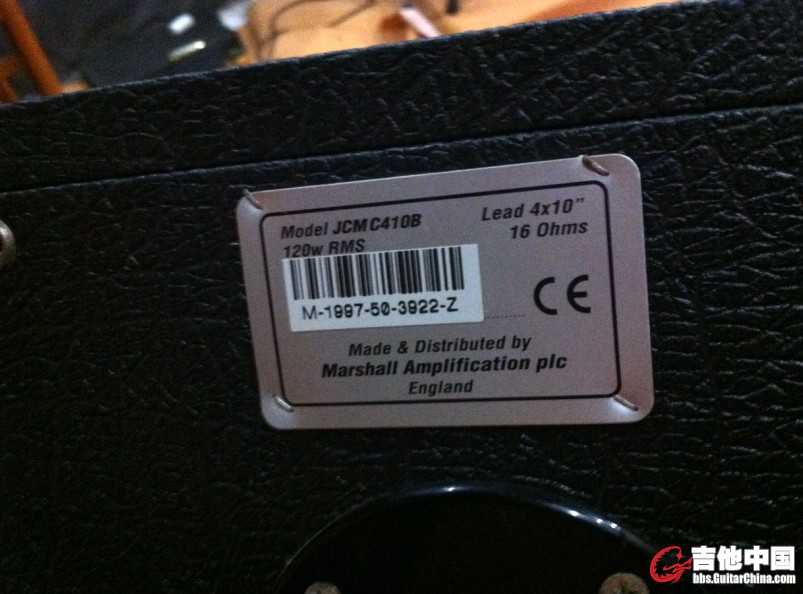 Model JCMC410B
120w RMS
Lead 4x10"
16 Ohms
M-1997-50-3922-Z
CE
Made & Distributed by
Marshall Amplification plc
England
吉他中国
bbs.GuitarChina.com